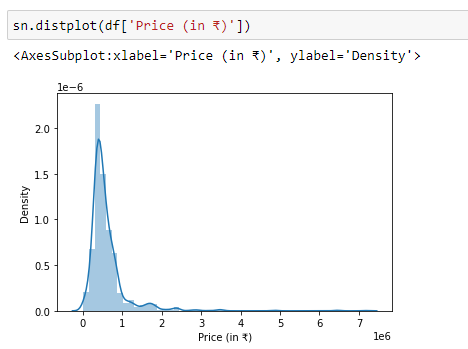 sn.distplot(df['Price (in ₹)'])
<AxesSubplot:xlabel='Price (in ₹)', ylabel='Density'>
1e−6
2.0
1.5
1.0
0.5
0.0
Density
0 1 2 3 4 5 6 7
1e6
Price (in ₹)